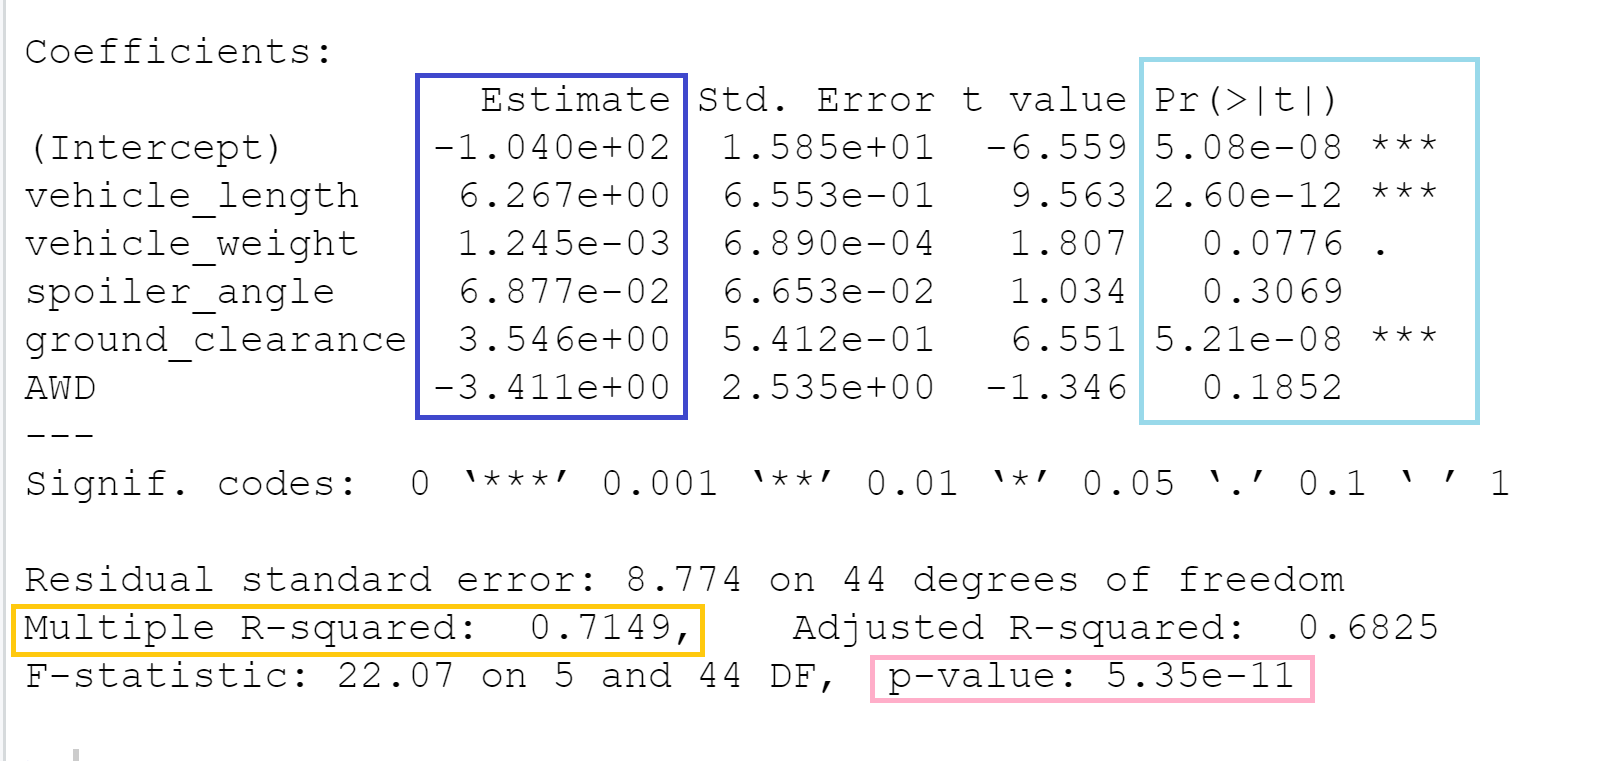 Coefficients:
Estimate Std. Error t value Pr(>|t|)
(Intercept) -1.040e+02 1.585e+01 -6.559 5.08e-08 ***
vehicle_length 6.267e+00 6.553e-01 9.563 2.60e-12 ***
vehicle_weight 1.245e-03 6.890e-04 1.807 0.0776 .
spoiler_angle 6.877e-02 6.653e-02 1.034 0.3069
ground_clearance 3.546e+00 5.412e-01 6.551 5.21e-08 ***
AWD -3.411e+00 2.535e+00 -1.346 0.1852
---
Signif. codes: 0 ‘***’ 0.001 ‘**’ 0.01 ‘*’ 0.05 ‘.’ 0.1 ‘ ’ 1
Residual standard error: 8.774 on 44 degrees of freedom
Multiple R-squared: 0.7149, Adjusted R-squared: 0.6825
F-statistic: 22.07 on 5 and 44 DF, p-value: 5.35e-11